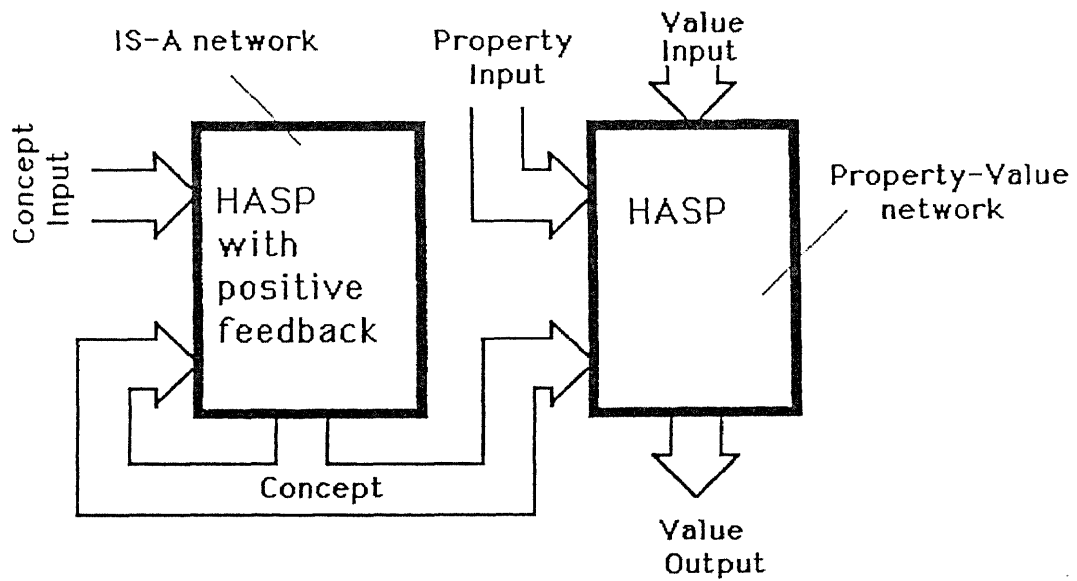 IS-A network
Property
Input
Value
Input
Concept
Input
HASP
with
positive
feedback
HASP
Property-Value
network
Concept
Value
Output